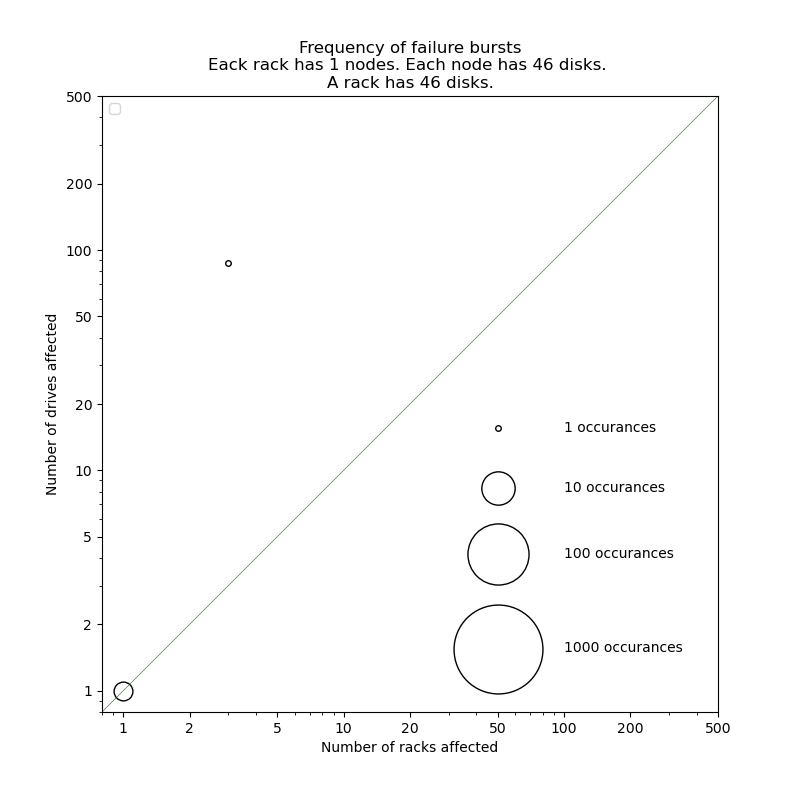 Frequency of failure bursts
Eack rack has 1 nodes. Each node has 46 disks.
A rack has 46 disks.
500
200
100
50
20
10
5
2
1
Number of drives affected
1 occurances
10 occurances
100 occurances
1000 occurances
1 2 5 10 20 50 100 200 500
Number of racks affected